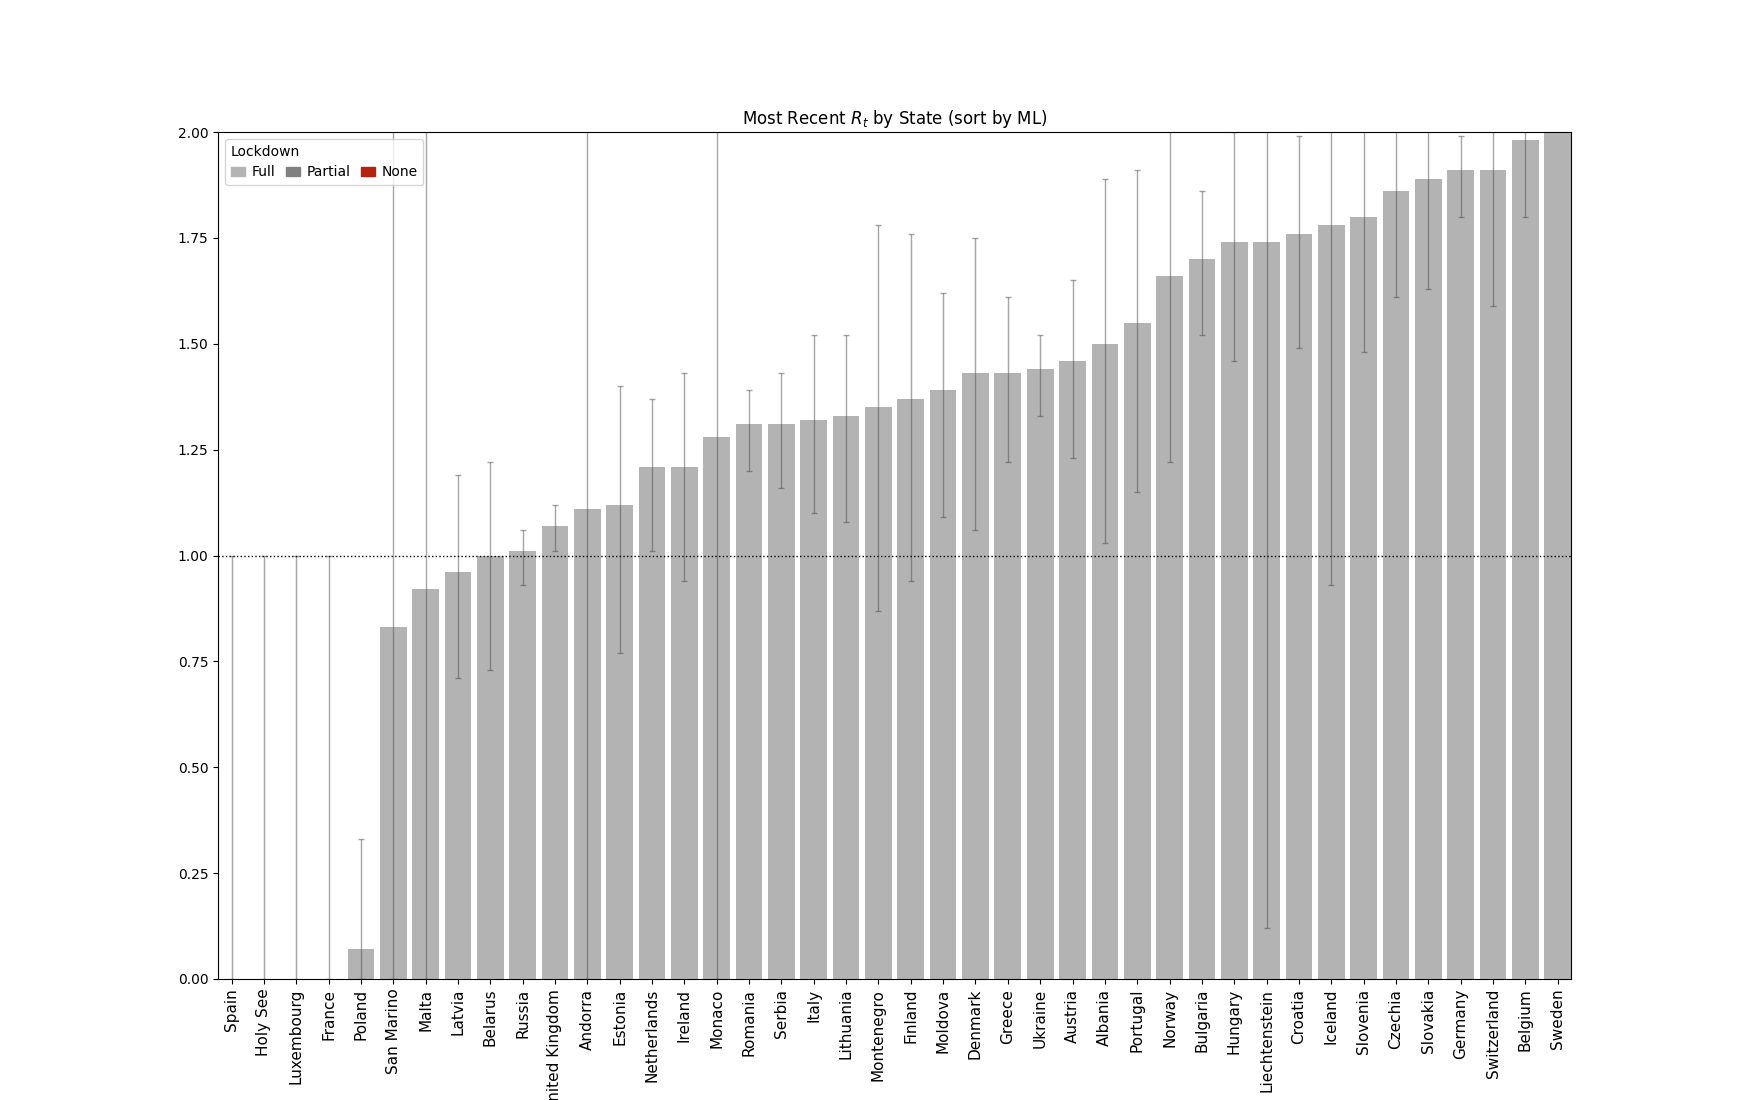 Most Recent Rt by State (sort by ML)
Lockdown
Full Partial None
2.00
1.75
1.50
1.25
1.00
0.75
0.50
0.25
0.00
Spain
Holy See
Luxembourg
France
Poland
San Marino
Malta
Latvia
Belarus
Russia
nited Kingdom
Andorra
Estonia
Netherlands
Ireland
Monaco
Romania
Serbia
Italy
Lithuania
Montenegro
Finland
Moldova
Denmark
Greece
Ukraine
Austria
Albania
Portugal
Norway
Bulgaria
Hungary
Liechtenstein
Croatia
Iceland
Slovenia
Czechia
Slovakia
Germany
Switzerland
Belgium
Sweden